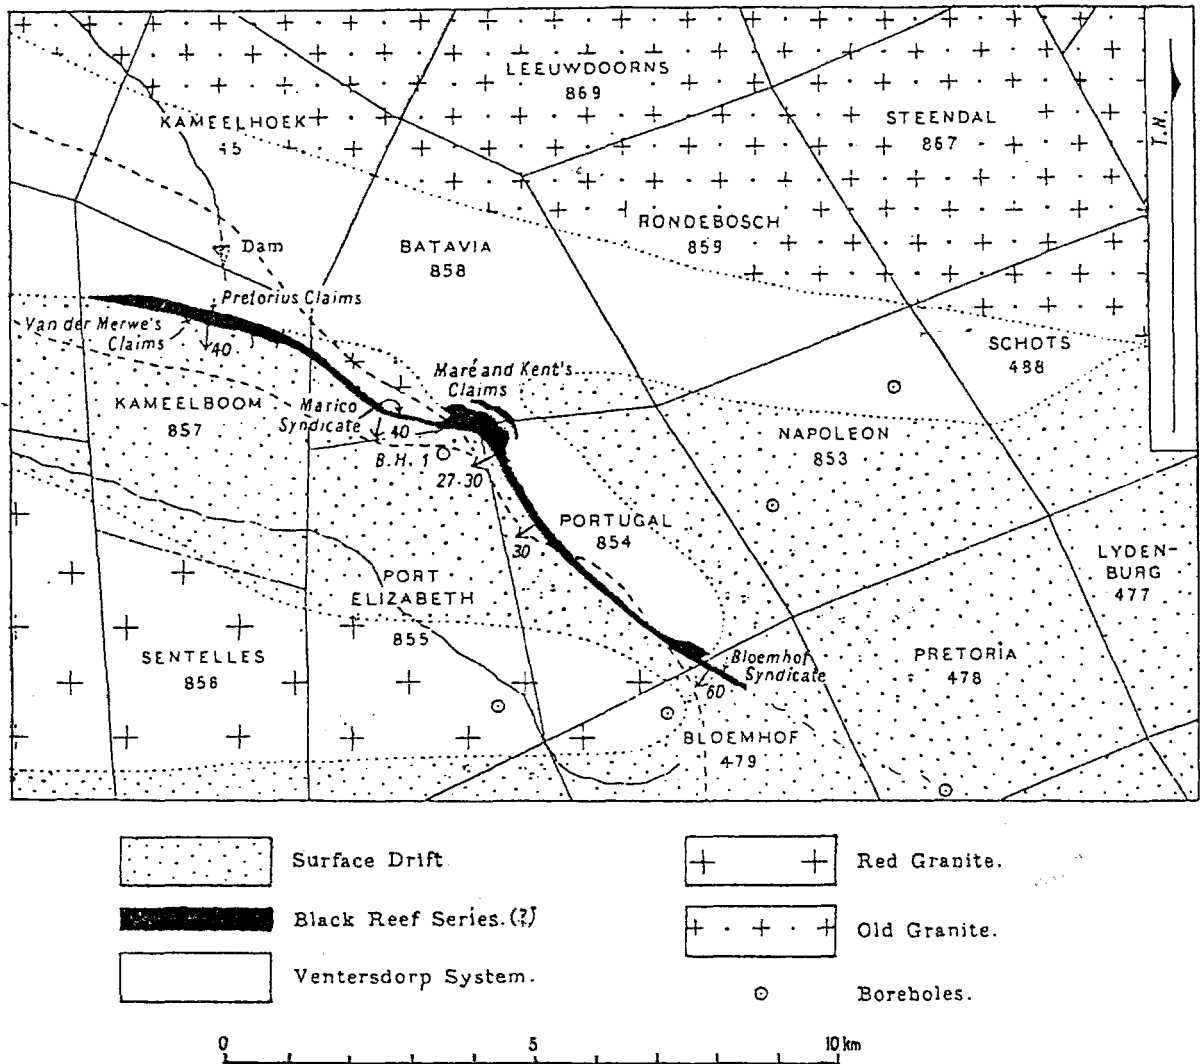 LEEUWDOORNS
869
STEENDAL
867
KAMEELHOEK
45
T.N.
RONDEBOSCH
859
BATAVIA
858
Dam
Pretorius Claims
Van der Merwe's
Claims
40
SCHOTS
488
Maré and Kent's
Claims
KAMEELBOOM
857
Marico
Syndicate
40
B.H. 1
27-30
NAPOLEON
853
PORTUGAL
854
30
LYDEN-
BURG
477
PORT
ELIZABETH
855
SENTELLES
856
PRETORIA
478
Bloemhof
Syndicate
60
BLOEMHOF
479
Surface Drift
Red Granite.
Black Reef Series.(?)
Old Granite.
Ventersdorp System.
Boreholes.
0 5 10 km